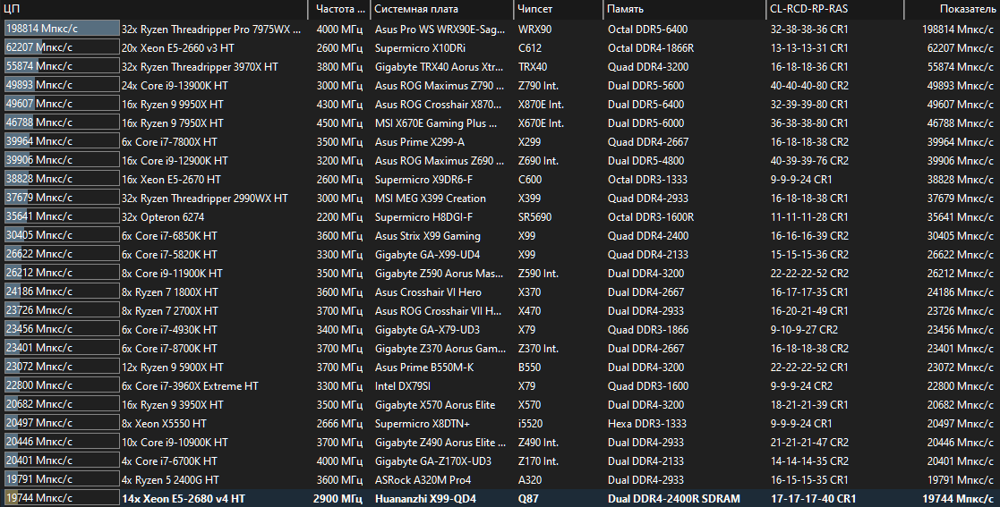 ЦП Частота ... Системная плата Чипсет Память CL-RCD-RP-RAS Показатель
198814 Мпкс/с 32x Ryzen Threadripper Pro 7975WX ... 4000 МГц Asus Pro WS WRX90E-Sag... WRX90 Octal DDR5-6400 32-38-38-36 CR1 198814 Мпкс/с
62207 Мпкс/с 20x Xeon E5-2660 v3 HT 2600 МГц Supermicro X10DRi C612 Octal DDR4-1866R 13-13-13-31 CR1 62207 Мпкс/с
55874 Мпкс/с 32x Ryzen Threadripper 3970X HT 3800 МГц Gigabyte TRX40 Aorus Xtr... TRX40 Quad DDR4-3200 16-18-18-36 CR1 55874 Мпкс/с
49893 Мпкс/с 24x Core i9-13900K HT 3000 МГц Asus ROG Maximus Z790 ... Z790 Int. Dual DDR5-5600 40-40-40-80 CR2 49893 Мпкс/с
49607 Мпкс/с 16x Ryzen 9 9950X HT 4300 МГц Asus ROG Crosshair X870... X870E Int. Dual DDR5-6400 32-39-39-80 CR1 49607 Мпкс/с
46788 Мпкс/с 16x Ryzen 9 7950X HT 4500 МГц MSI X670E Gaming Plus ... X670E Int. Dual DDR5-6000 36-38-38-80 CR1 46788 Мпкс/с
39964 Мпкс/с 6x Core i7-7800X HT 3500 МГц Asus Prime X299-A X299 Quad DDR4-2667 16-18-18-38 CR2 39964 Мпкс/с
39906 Мпкс/с 16x Core i9-12900K HT 3200 МГц Asus ROG Maximus Z690 ... Z690 Int. Dual DDR5-4800 40-39-39-76 CR2 39906 Мпкс/с
38828 Мпкс/с 16x Xeon E5-2670 HT 2600 МГц Supermicro X9DR6-F C600 Octal DDR3-1333 9-9-9-24 CR1 38828 Мпкс/с
37679 Мпкс/с 32x Ryzen Threadripper 2990WX HT 3000 МГц MSI MEG X399 Creation X399 Quad DDR4-2933 16-18-18-38 CR1 37679 Мпкс/с
35641 Мпкс/с 32x Opteron 6274 2200 МГц Supermicro H8DGI-F SR5690 Octal DDR3-1600R 11-11-11-28 CR1 35641 Мпкс/с
30405 Мпкс/с 6x Core i7-6850K HT 3600 МГц Asus Strix X99 Gaming X99 Quad DDR4-2400 16-16-16-39 CR2 30405 Мпкс/с
26622 Мпкс/с 6x Core i7-5820K HT 3300 МГц Gigabyte GA-X99-UD4 X99 Quad DDR4-2133 15-15-15-36 CR2 26622 Мпкс/с
26212 Мпкс/с 8x Core i9-11900K HT 3500 МГц Gigabyte Z590 Aorus Mas... Z590 Int. Dual DDR4-3200 22-22-22-52 CR2 26212 Мпкс/с
24186 Мпкс/с 8x Ryzen 7 1800X HT 3600 МГц Asus Crosshair VI Hero X370 Dual DDR4-2667 16-17-17-35 CR1 24186 Мпкс/с
23726 Мпкс/с 8x Ryzen 7 2700X HT 3700 МГц Asus ROG Crosshair VII H... X470 Dual DDR4-2933 16-20-21-49 CR1 23726 Мпкс/с
23456 Мпкс/с 6x Core i7-4930K HT 3400 МГц Gigabyte GA-X79-UD3 X79 Quad DDR3-1866 9-10-9-27 CR2 23456 Мпкс/с
23401 Мпкс/с 6x Core i7-8700K HT 3700 МГц Gigabyte Z370 Aorus Gam... Z370 Int. Dual DDR4-2667 16-18-18-38 CR2 23401 Мпкс/с
23072 Мпкс/с 12x Ryzen 9 5900X HT 3700 МГц Asus Prime B550M-K B550 Dual DDR4-3200 22-22-22-52 CR1 23072 Мпкс/с
22800 Мпкс/с 6x Core i7-3960X Extreme HT 3300 МГц Intel DX79SI X79 Quad DDR3-1600 9-9-9-24 CR2 22800 Мпкс/с
20682 Мпкс/с 16x Ryzen 9 3950X HT 3500 МГц Gigabyte X570 Aorus Elite X570 Dual DDR4-3200 18-21-21-39 CR1 20682 Мпкс/с
20497 Мпкс/с 8x Xeon X5550 HT 2666 МГц Supermicro X8DTN+ i5520 Hexa DDR3-1333 9-9-9-24 CR1 20497 Мпкс/с
20446 Мпкс/с 10x Core i9-10900K HT 3700 МГц Gigabyte Z490 Aorus Elite ... Z490 Int. Dual DDR4-2933 21-21-21-47 CR2 20446 Мпкс/с
20401 Мпкс/с 4x Core i7-6700K HT 4000 МГц Gigabyte GA-Z170X-UD3 Z170 Int. Dual DDR4-2133 14-14-14-35 CR2 20401 Мпкс/с
19791 Мпкс/с 4x Ryzen 5 2400G HT 3600 МГц ASRock A320M Pro4 A320 Dual DDR4-2933 16-15-15-35 CR1 19791 Мпкс/с
19744 Мпкс/с 14x Xeon E5-2680 v4 HT 2900 МГц Huananzhi X99-QD4 Q87 Dual DDR4-2400R SDRAM 17-17-17-40 CR1 19744 Мпкс/с